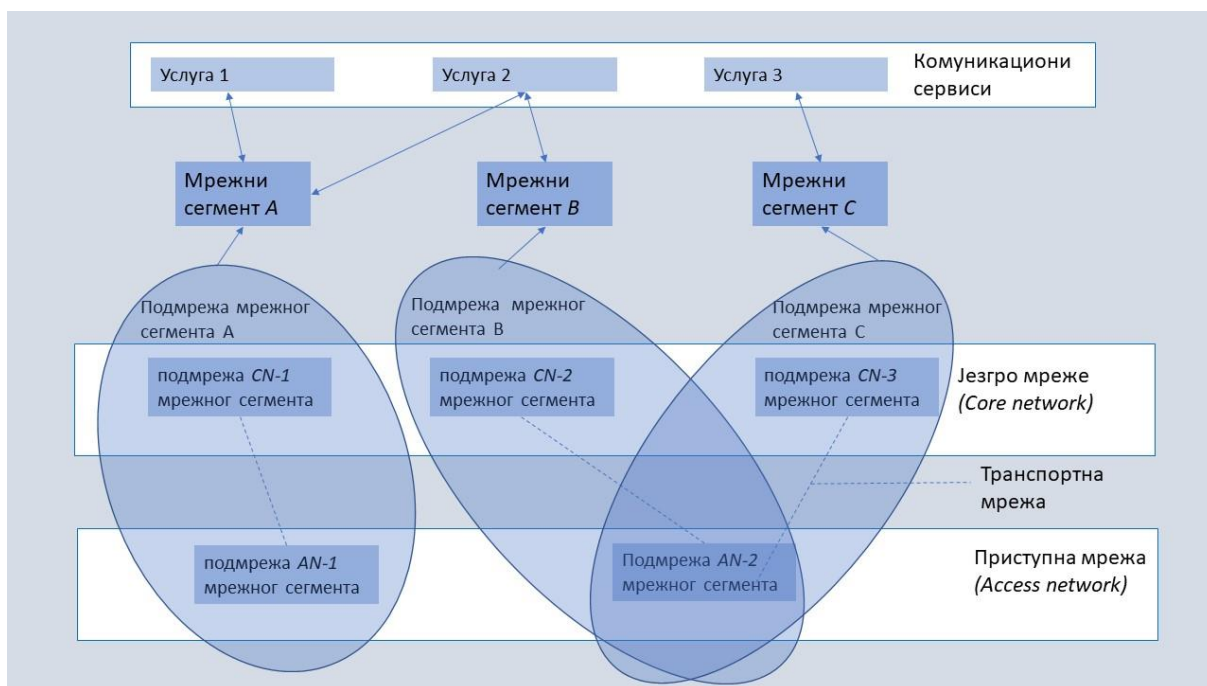 Услуга 1
Услуга 2
Услуга 3
Комуникациони
сервиси
Мрежни
сегмент A
Мрежни
сегмент B
Мрежни
сегмент C
Подмрежа мрежног
сегмента А
Подмрежа мрежног
сегмента B
Подмрежа мрежног
сегмента C
подмрежа CN-1
мрежног сегмента
подмрежа CN-2
мрежног сегмента
подмрежа CN-3
мрежног сегмента
Језгро мреже
(Core network)
Транспортна
мрежа
подмрежа AN-1
мрежног сегмента
Подмрежа AN-2
мрежног сегмента
Приступна мрежа
(Access network)